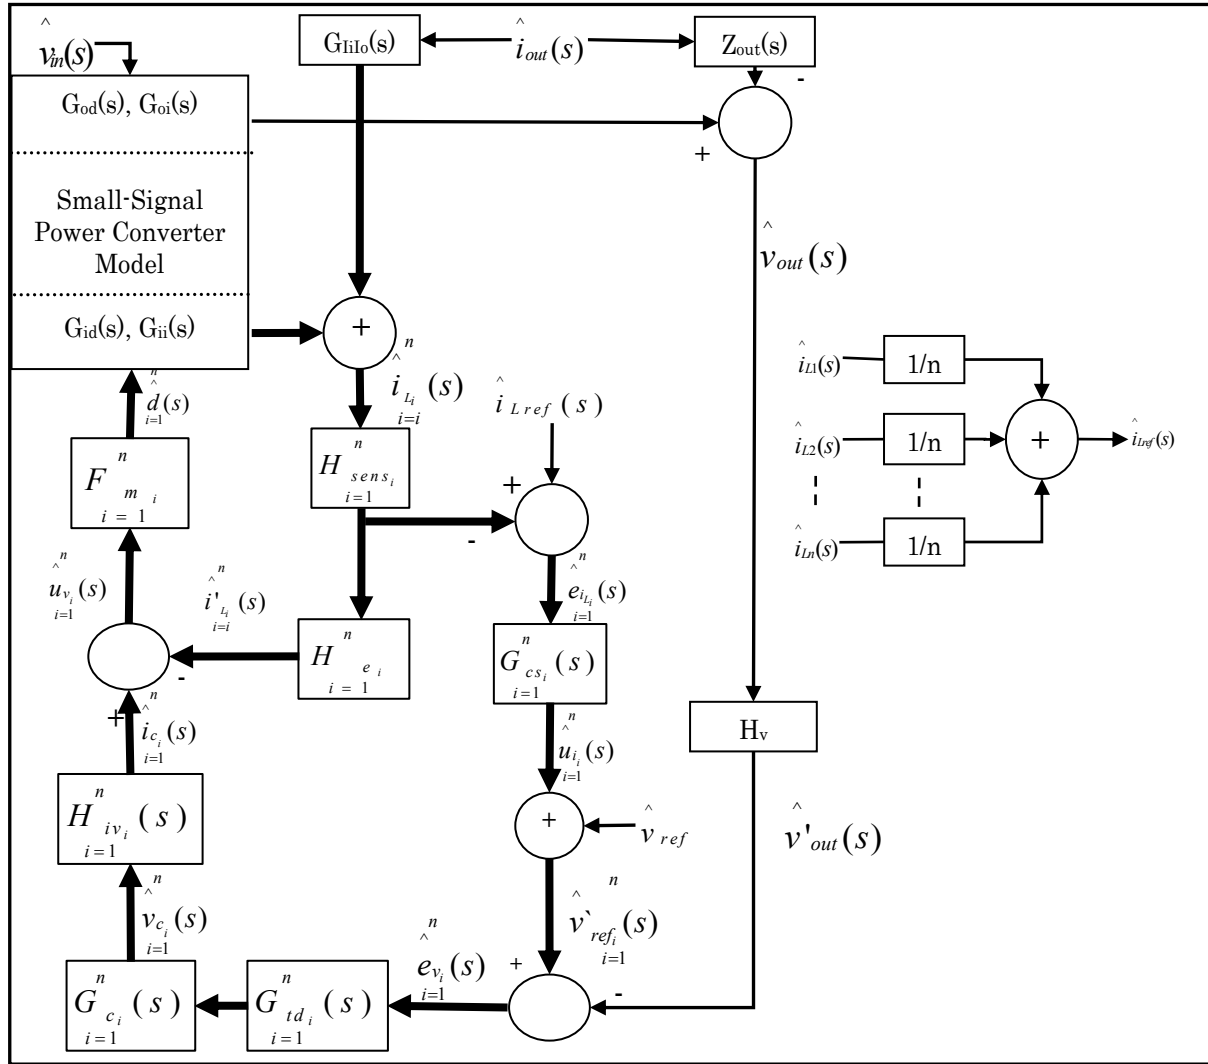 v̂in(s)
GIiIo(s)
îout(s)
Zout(s)
-
God(s), Goi(s)
+
Small-Signal
Power Converter
Model
v̂out(s)
Gid(s), Gii(s)
+
n
îLi(s)
i=i
n
d̂(s)
i=1
îLref(s)
n
Hsensi
i=1
+
-
n
Fmi
i = 1
îL1(s)
1/n
îL2(s)
1/n
+
îLref(s)
îLn(s)
1/n
n
ûvi(s)
i=1
n
î'Li(s)
i=i
n
êiLi(s)
i=1
-
n
Hei
i = 1
n
Gcsi(s)
i=1
+
n
îci(s)
i=1
n
ûii(s)
i=1
Hv
n
Hivi(s)
i=1
+
v̂ref
v̂'out(s)
n
v̂ci(s)
i=1
n
v̂`refi(s)
i=1
n
êvi(s)
i=1
+
-
n
Gci(s)
i=1
n
Gtdi(s)
i=1